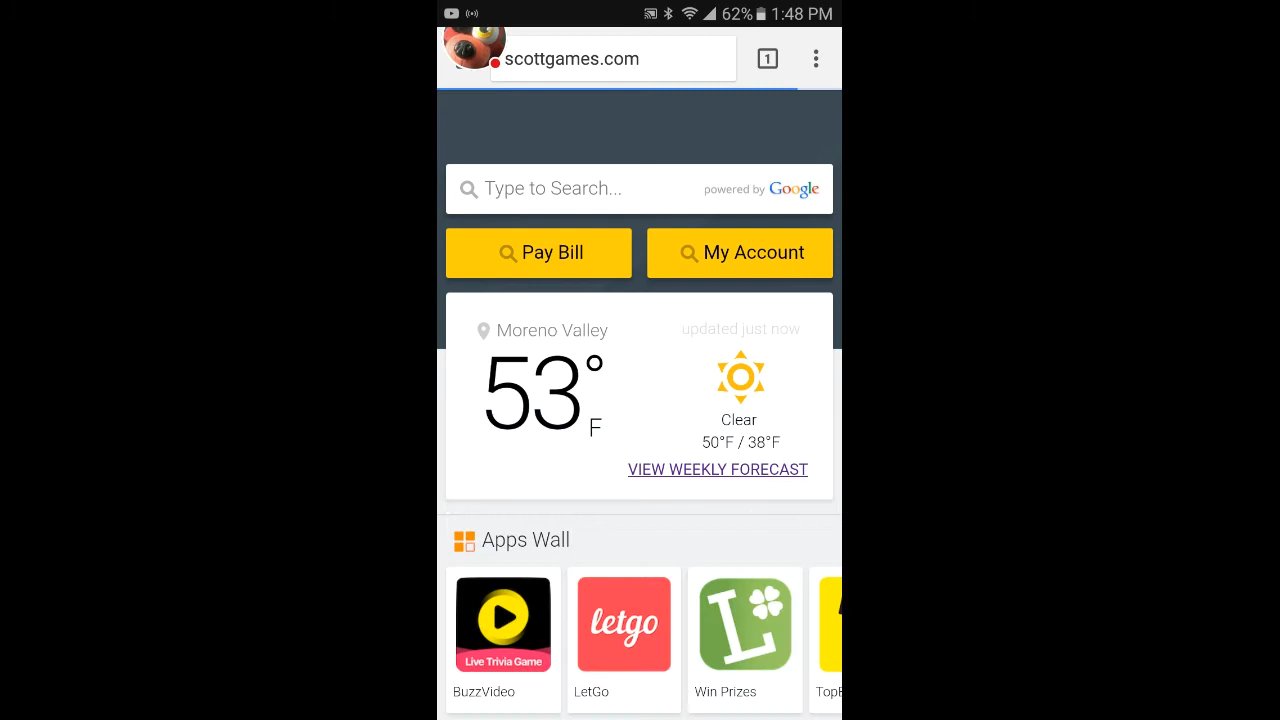 62% 1:48 PM
scottgames.com
1
Type to Search... powered by Google
Pay Bill
My Account
Moreno Valley
updated just now
53°
F
Clear
50°F / 38°F
VIEW WEEKLY FORECAST
Apps Wall
Live Trivia Game
letgo
L
BuzzVideo
LetGo
Win Prizes